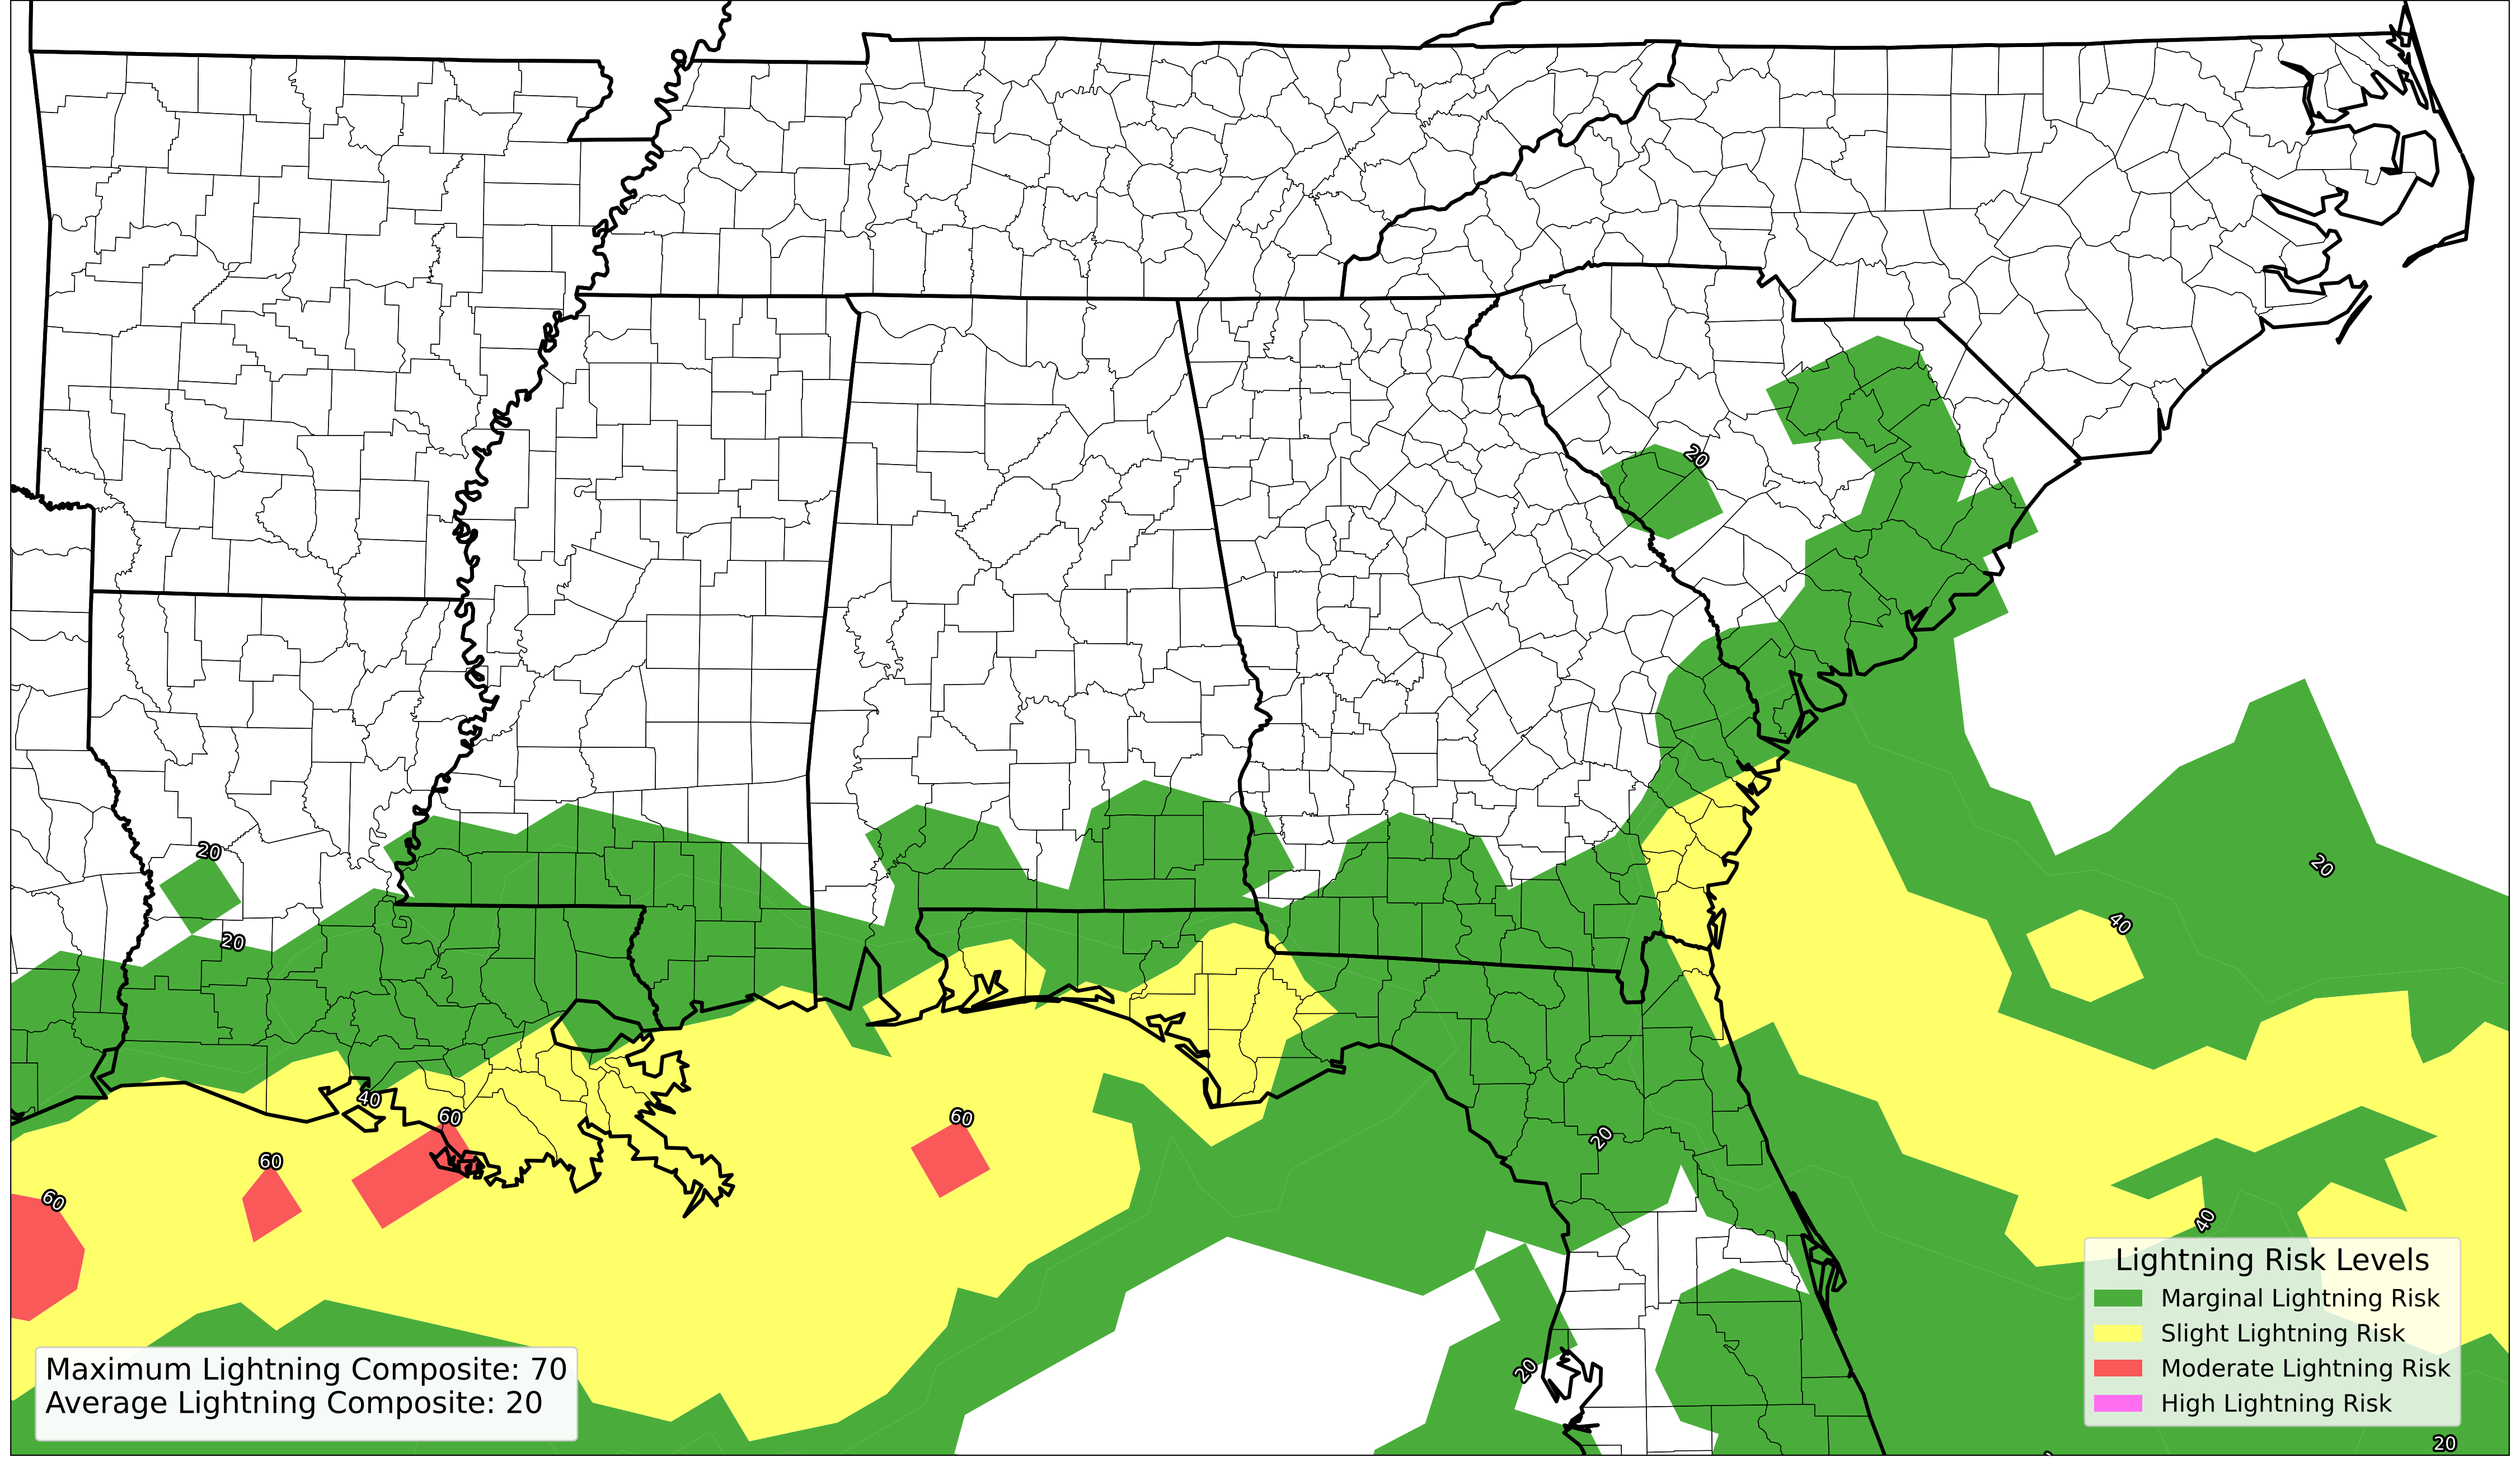 20
20
20
20
40
40
60
60
60
60
20
40
20
Maximum Lightning Composite: 70
Average Lightning Composite: 20
Lightning Risk Levels
Marginal Lightning Risk
Slight Lightning Risk
Moderate Lightning Risk
High Lightning Risk
20